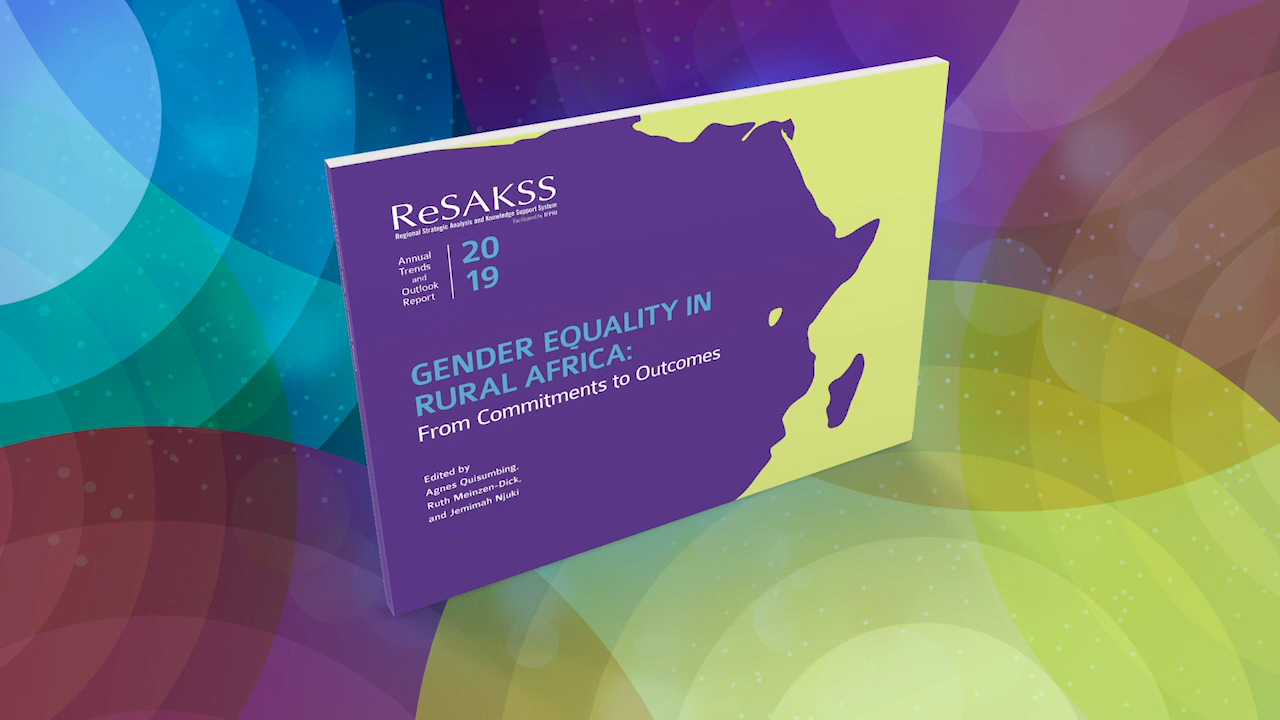 ReSAKSS
Regional Strategic Analysis and Knowledge Support System
Facilitated by IFPRI
Annual
Trends
and
Outlook
Report
20
19
GENDER EQUALITY IN
RURAL AFRICA:
From Commitments to Outcomes
Edited by
Agnes Quisumbing,
Ruth Meinzen-Dick,
and Jemimah Njuki